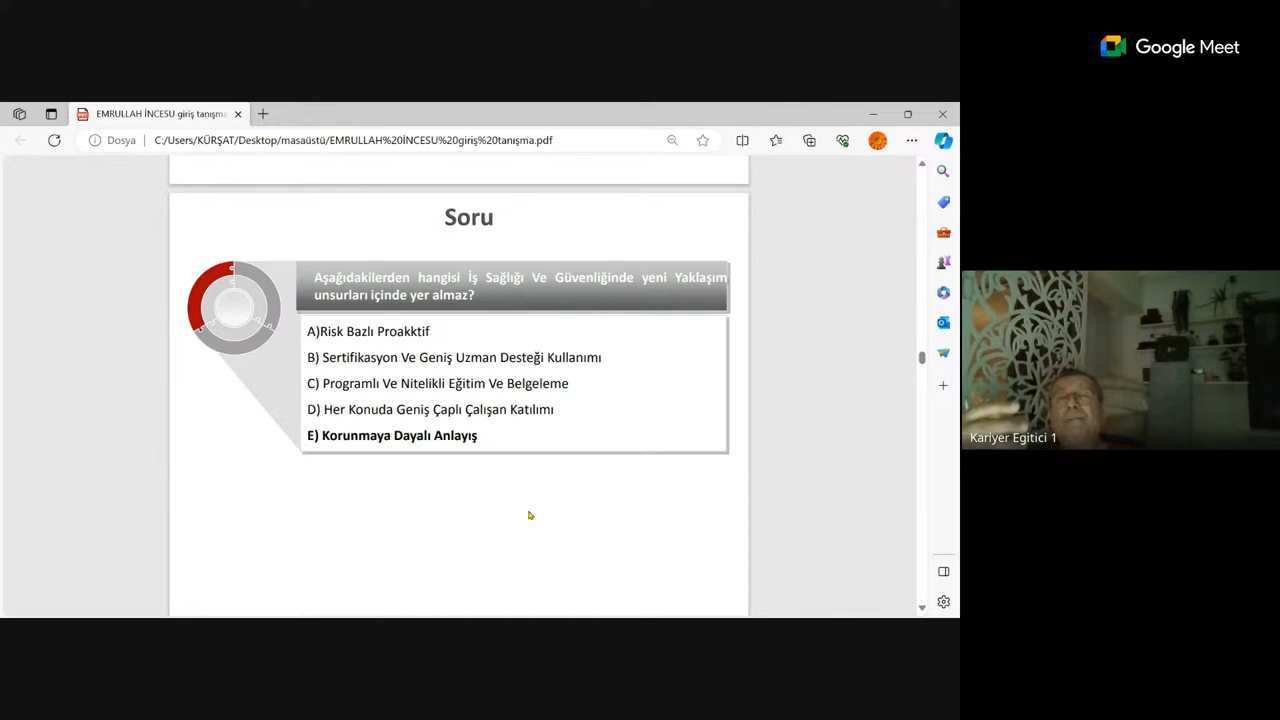 Google Meet
EMRULLAH İNCESU giriş tanışma
Dosya
C:/Users/KÜRŞAT/Desktop/masaüstü/EMRULLAH%20İNCESU%20giriş%20tanışma.pdf
Soru
Aşağıdakilerden hangisi İş Sağlığı Ve Güvenliğinde yeni Yaklaşım
unsurları içinde yer almaz?
A)Risk Bazlı Proakktif
B) Sertifikasyon Ve Geniş Uzman Desteği Kullanımı
C) Programlı Ve Nitelikli Eğitim Ve Belgeleme
D) Her Konuda Geniş Çaplı Çalışan Katılımı
E) Korunmaya Dayalı Anlayış
Kariyer Egitici 1